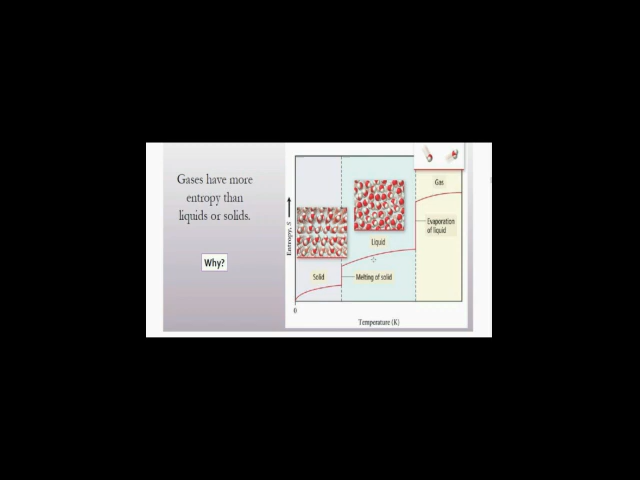 Gases have more
entropy than
liquids or solids.
Why?
Entropy, S
Gas
Evaporation
of liquid
Liquid
Solid
Melting of solid
0
Temperature (K)